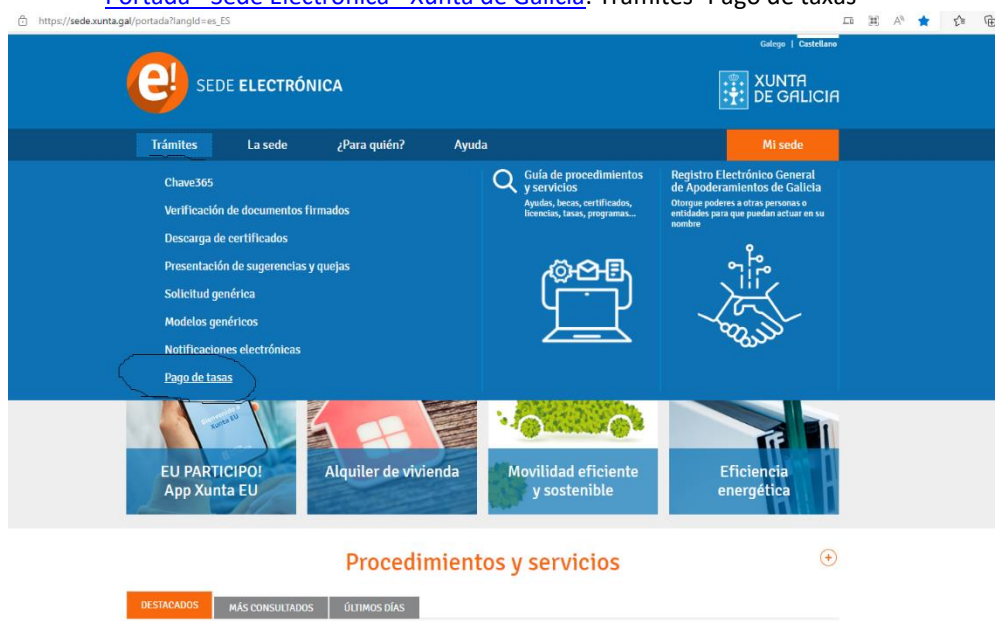 Portada - Sede Electrónica - Xunta de Galicia. Trámites- Pago de taxas
https://sede.xunta.gal/portada?langId=es_ES
Galego | Castellano
e! SEDE ELECTRÓNICA
XUNTA
DE GALICIA
Trámites La sede ¿Para quién? Ayuda Mi sede
Chave365
Verificación de documentos firmados
Descarga de certificados
Presentación de sugerencias y quejas
Solicitud genérica
Modelos genéricos
Notificaciones electrónicas
Pago de tasas
Guía de procedimientos
y servicios
Ayudas, becas, certificados,
licencias, tasas, programas...
Registro Electrónico General
de Apoderamientos de Galicia
Otorgue poderes a otras personas o
entidades para que puedan actuar en su
nombre
Xunta EU
EU PARTICIPO!
App Xunta EU
Alquiler de vivienda
Movilidad eficiente
y sostenible
Eficiencia
energética
Procedimientos y servicios
DESTACADOS MÁS CONSULTADOS ÚLTIMOS DÍAS